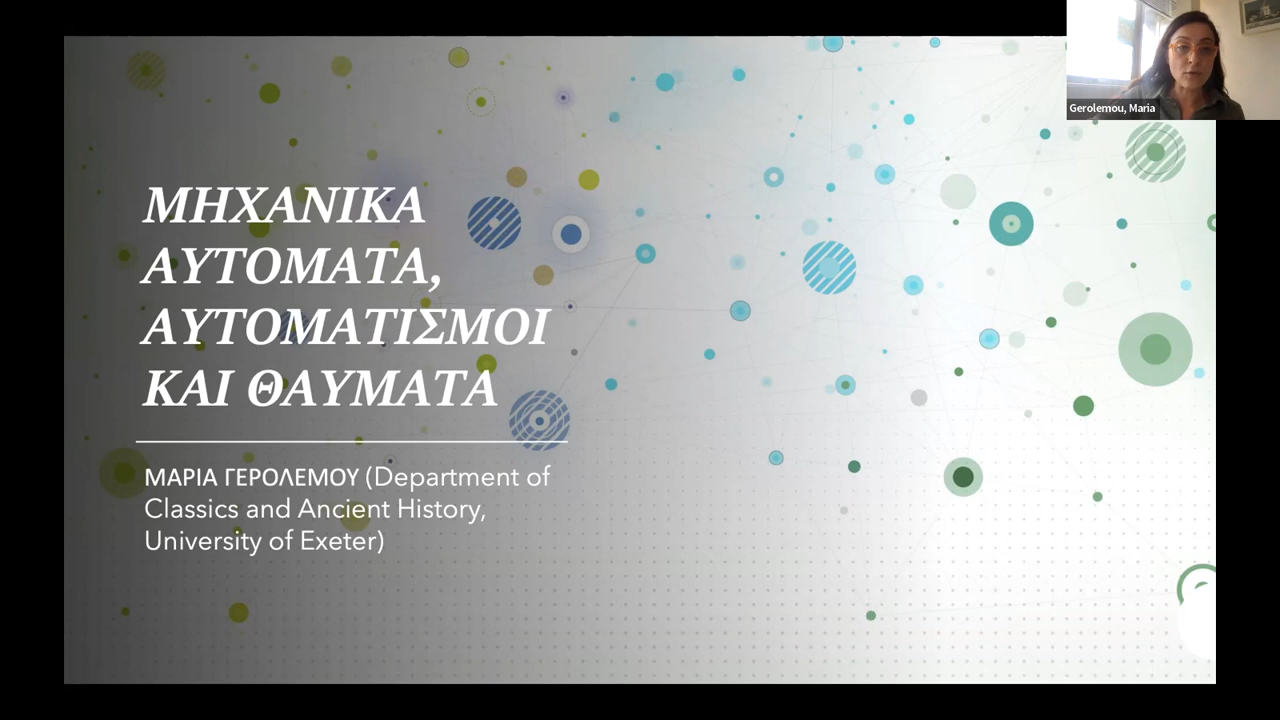 Gerolemou, Maria
ΜΗΧΑΝΙΚΑ
ΑΥΤΟΜΑΤΑ,
ΑΥΤΟΜΑΤΙΣΜΟΙ
ΚΑΙ ΘΑΥΜΑΤΑ
ΜΑΡΙΑ ΓΕΡΟΛΕΜΟΥ (Department of
Classics and Ancient History,
University of Exeter)